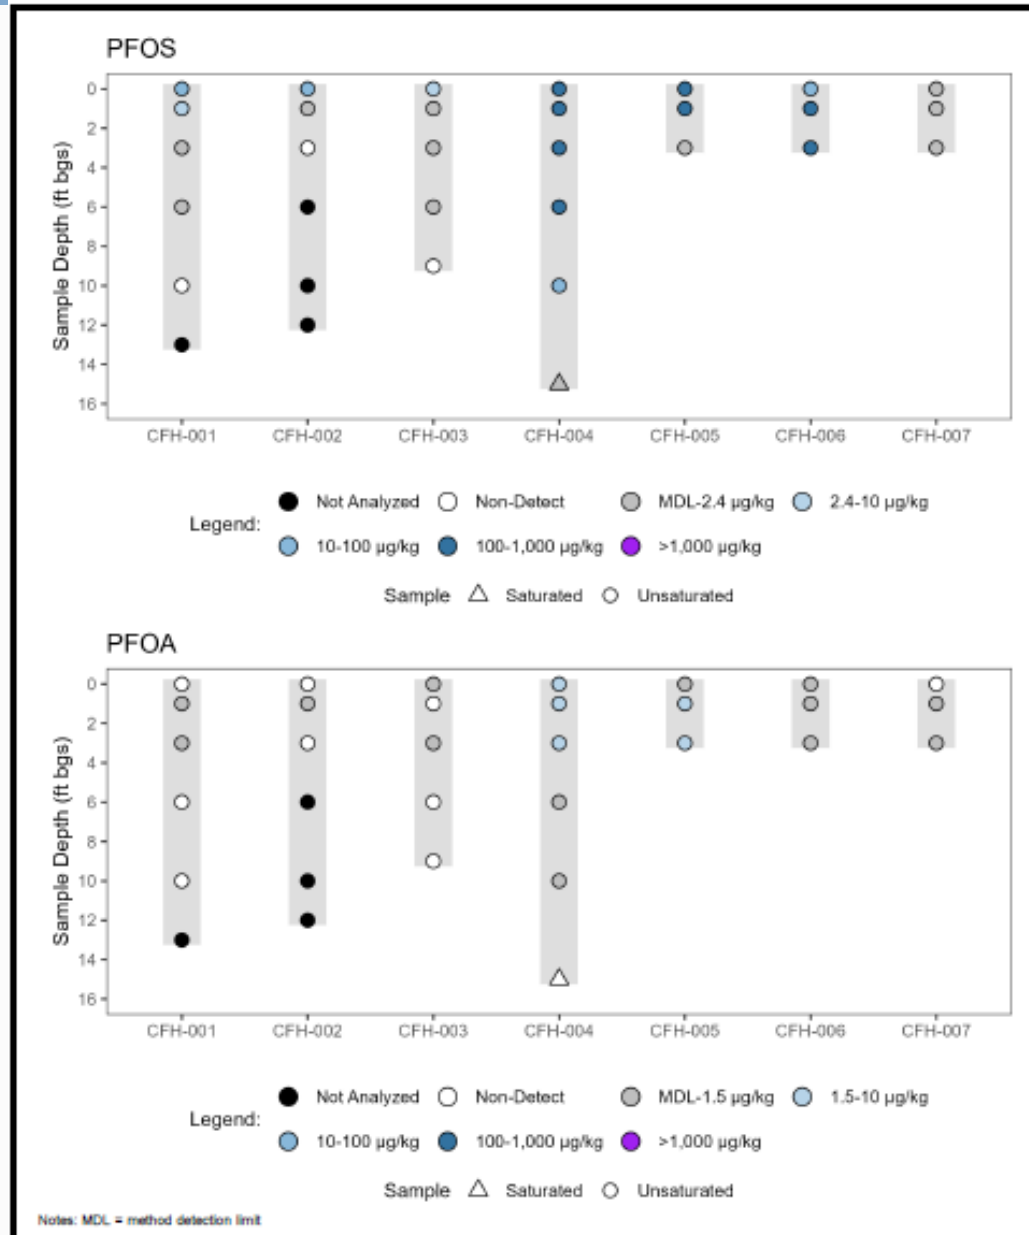 PFOS
Sample Depth (ft bgs)
0
2
4
6
8
10
12
14
16
CFH-001 CFH-002 CFH-003 CFH-004 CFH-005 CFH-006 CFH-007
Legend:
Not Analyzed Non-Detect MDL-2.4 µg/kg 2.4-10 µg/kg
10-100 µg/kg 100-1,000 µg/kg >1,000 µg/kg
Sample Saturated Unsaturated
PFOA
Sample Depth (ft bgs)
0
2
4
6
8
10
12
14
16
CFH-001 CFH-002 CFH-003 CFH-004 CFH-005 CFH-006 CFH-007
Legend:
Not Analyzed Non-Detect MDL-1.5 µg/kg 1.5-10 µg/kg
10-100 µg/kg 100-1,000 µg/kg >1,000 µg/kg
Sample Saturated Unsaturated
Notes: MDL = method detection limit